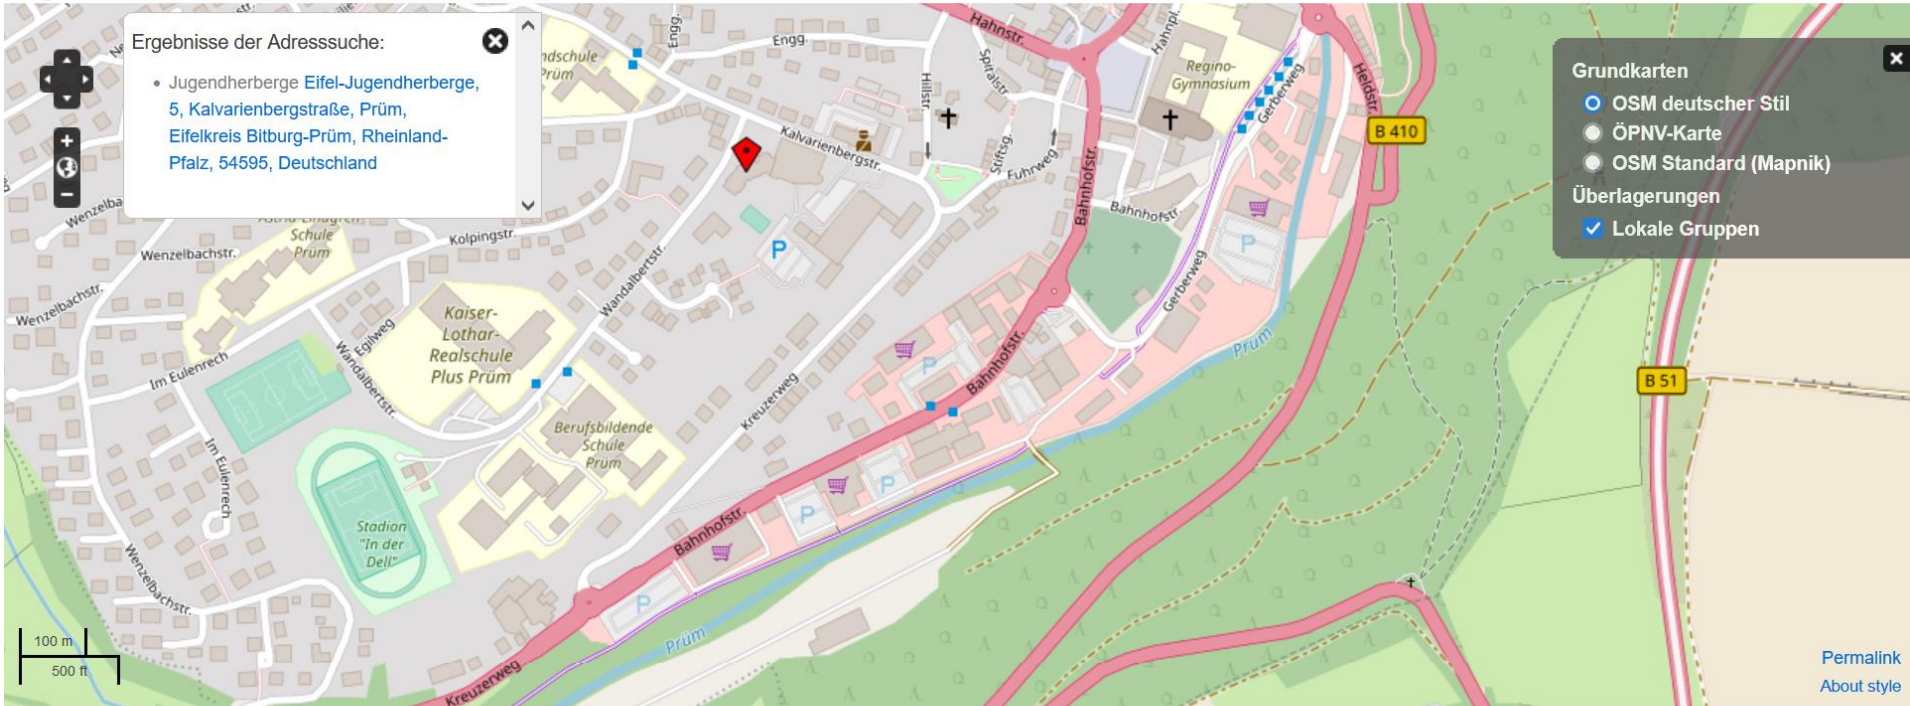 Ergebnisse der Adresssuche:
Jugendherberge Eifel-Jugendherberge,
5, Kalvarienbergstraße, Prüm,
Eifelkreis Bitburg-Prüm, Rheinland-
Pfalz, 54595, Deutschland
Grundkarten
OSM deutscher Stil
ÖPNV-Karte
OSM Standard (Mapnik)
Überlagerungen
Lokale Gruppen
Engg.
Engg.
Hahnstr.
Hahnpl.
Spitalstr.
Hillstr.
Stiftsg.
Fuhrweg
Kalvarienbergstr.
Regino-
Gymnasium
Gerberweg
Heldstr.
B 410
Prüm
Bahnhofstr.
Bahnhofstr.
Gerberweg
P
P
Kolpingstr.
Schule
Prüm
Wenzelbachstr.
Wenzelbachstr.
Wandalbertstr.
Kaiser-
Lothar-
Realschule
Plus Prüm
Egilweg
Im Eulenrech
Wandalbertstr.
Im Eulenrech
Berufsbildende
Schule
Prüm
Kreuzerweg
Bahnhofstr.
P
Prüm
B 51
P
P
Bahnhofstr.
P
Stadion
"In der
Dell"
Wenzelbachstr.
Prüm
Kreuzerweg
100 m
500 ft
Permalink
About style